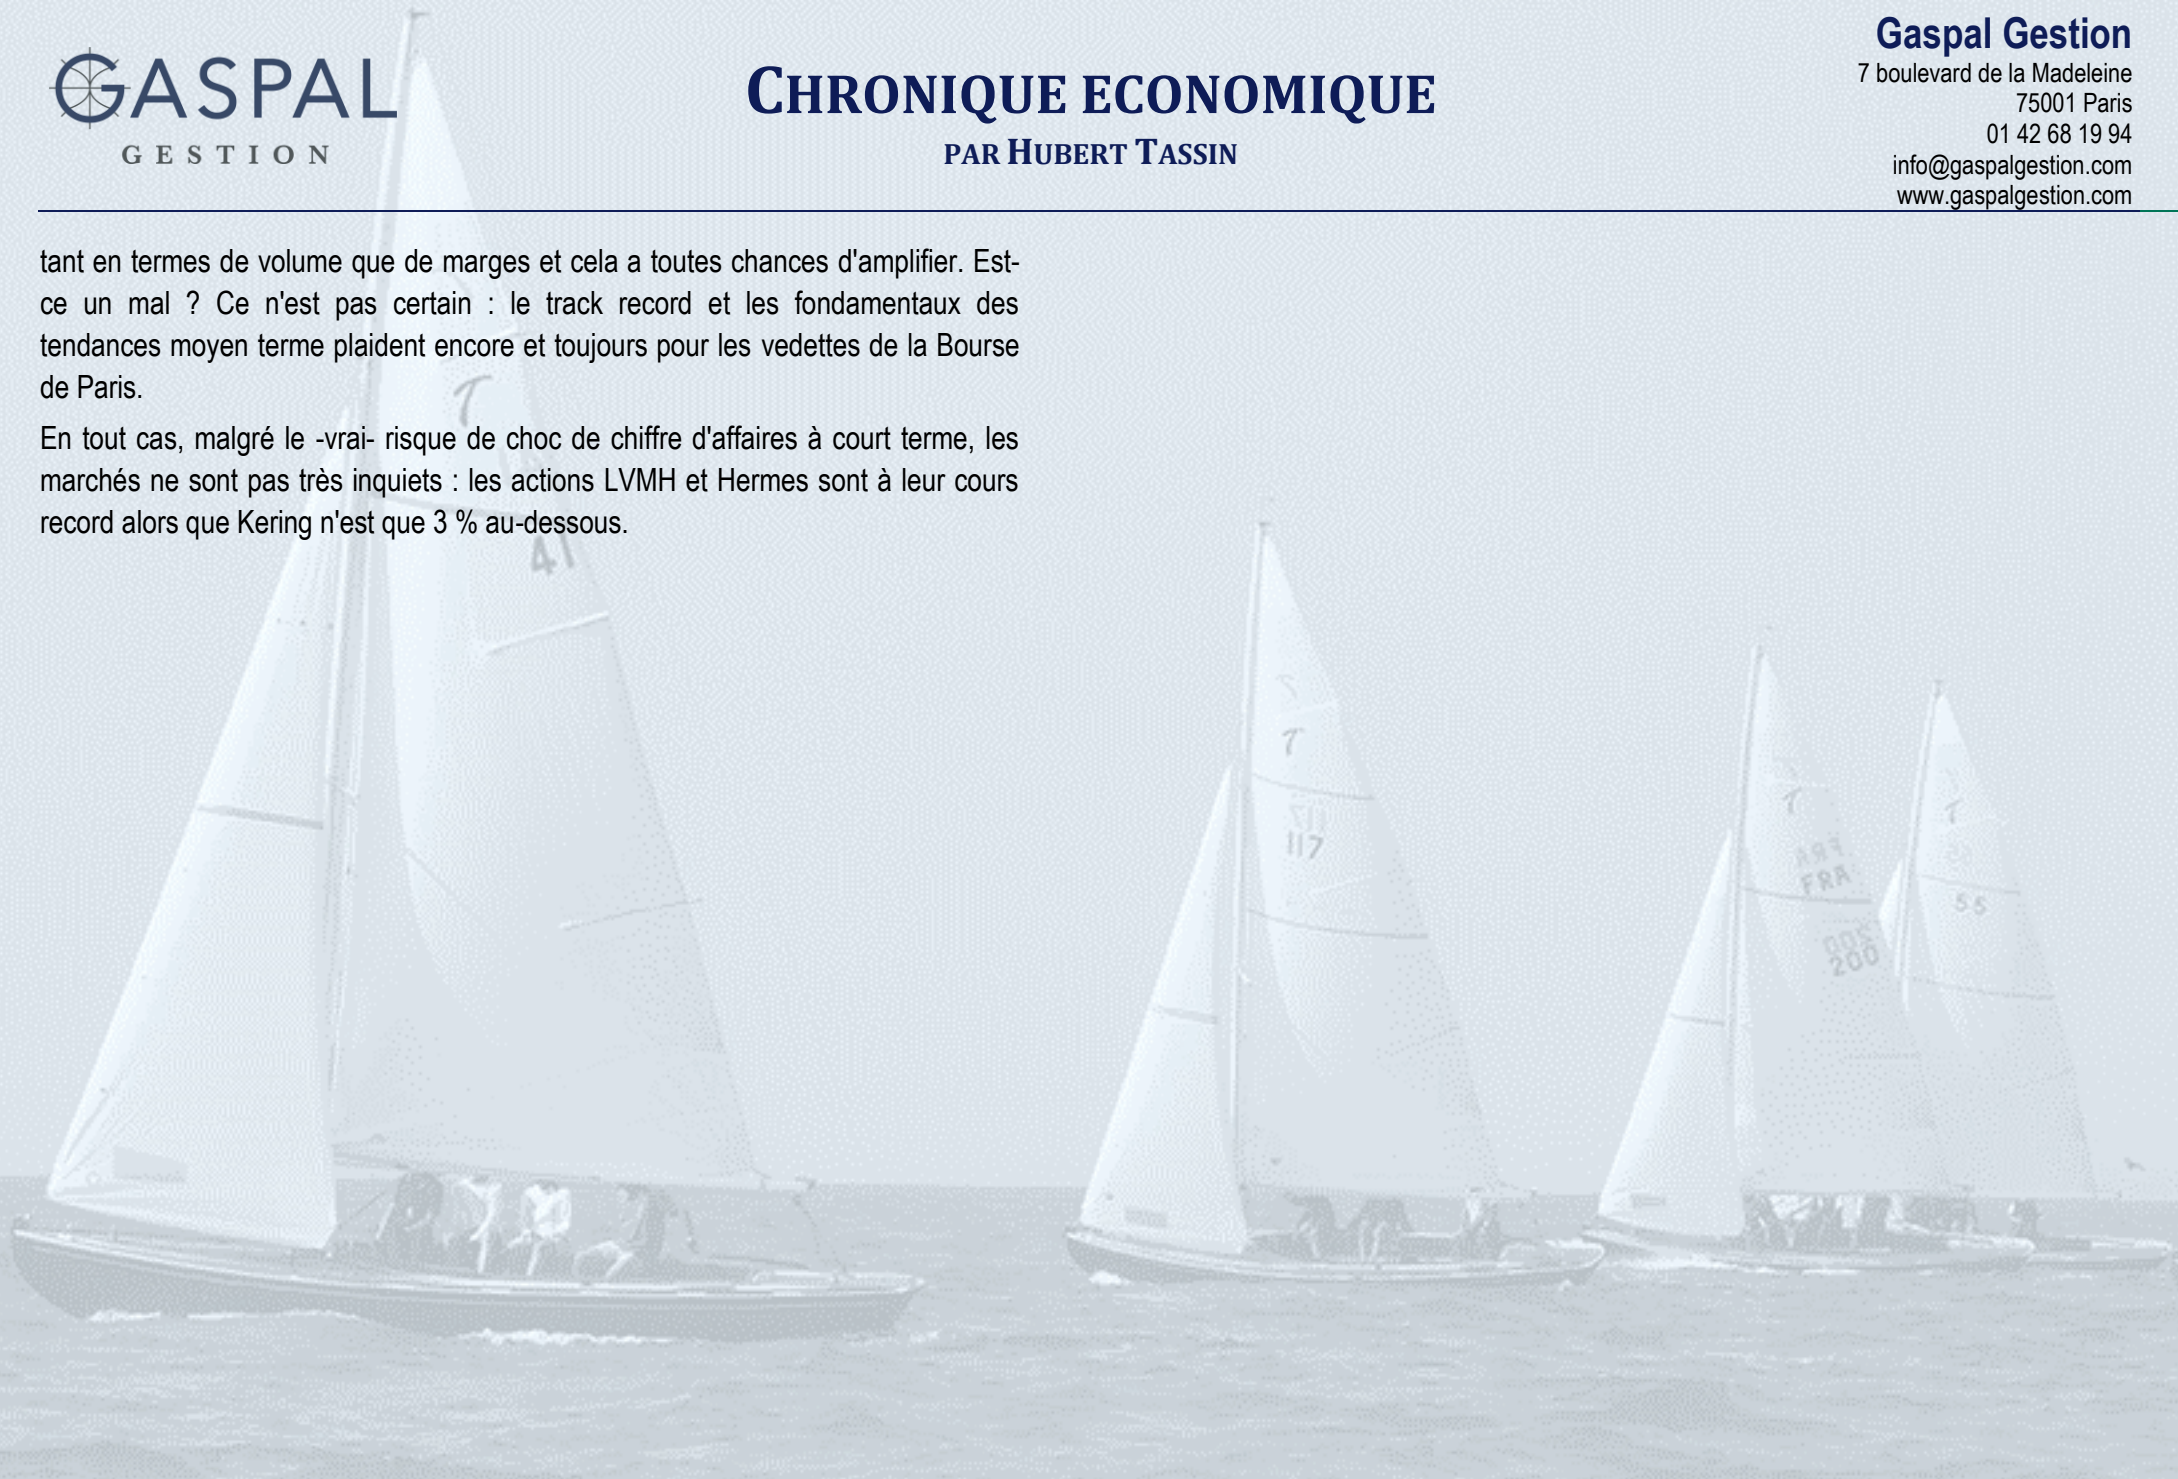 GASPAL
GESTION
CHRONIQUE ECONOMIQUE
PAR HUBERT TASSIN
Gaspal Gestion
7 boulevard de la Madeleine
75001 Paris
01 42 68 19 94
info@gaspalgestion.com
www.gaspalgestion.com
tant en termes de volume que de marges et cela a toutes chances d'amplifier. Est-
ce un mal ? Ce n'est pas certain : le track record et les fondamentaux des
tendances moyen terme plaident encore et toujours pour les vedettes de la Bourse
de Paris.
En tout cas, malgré le -vrai- risque de choc de chiffre d'affaires à court terme, les
marchés ne sont pas très inquiets : les actions LVMH et Hermes sont à leur cours
record alors que Kering n'est que 3 % au-dessous.
41
117
FRA
200
55